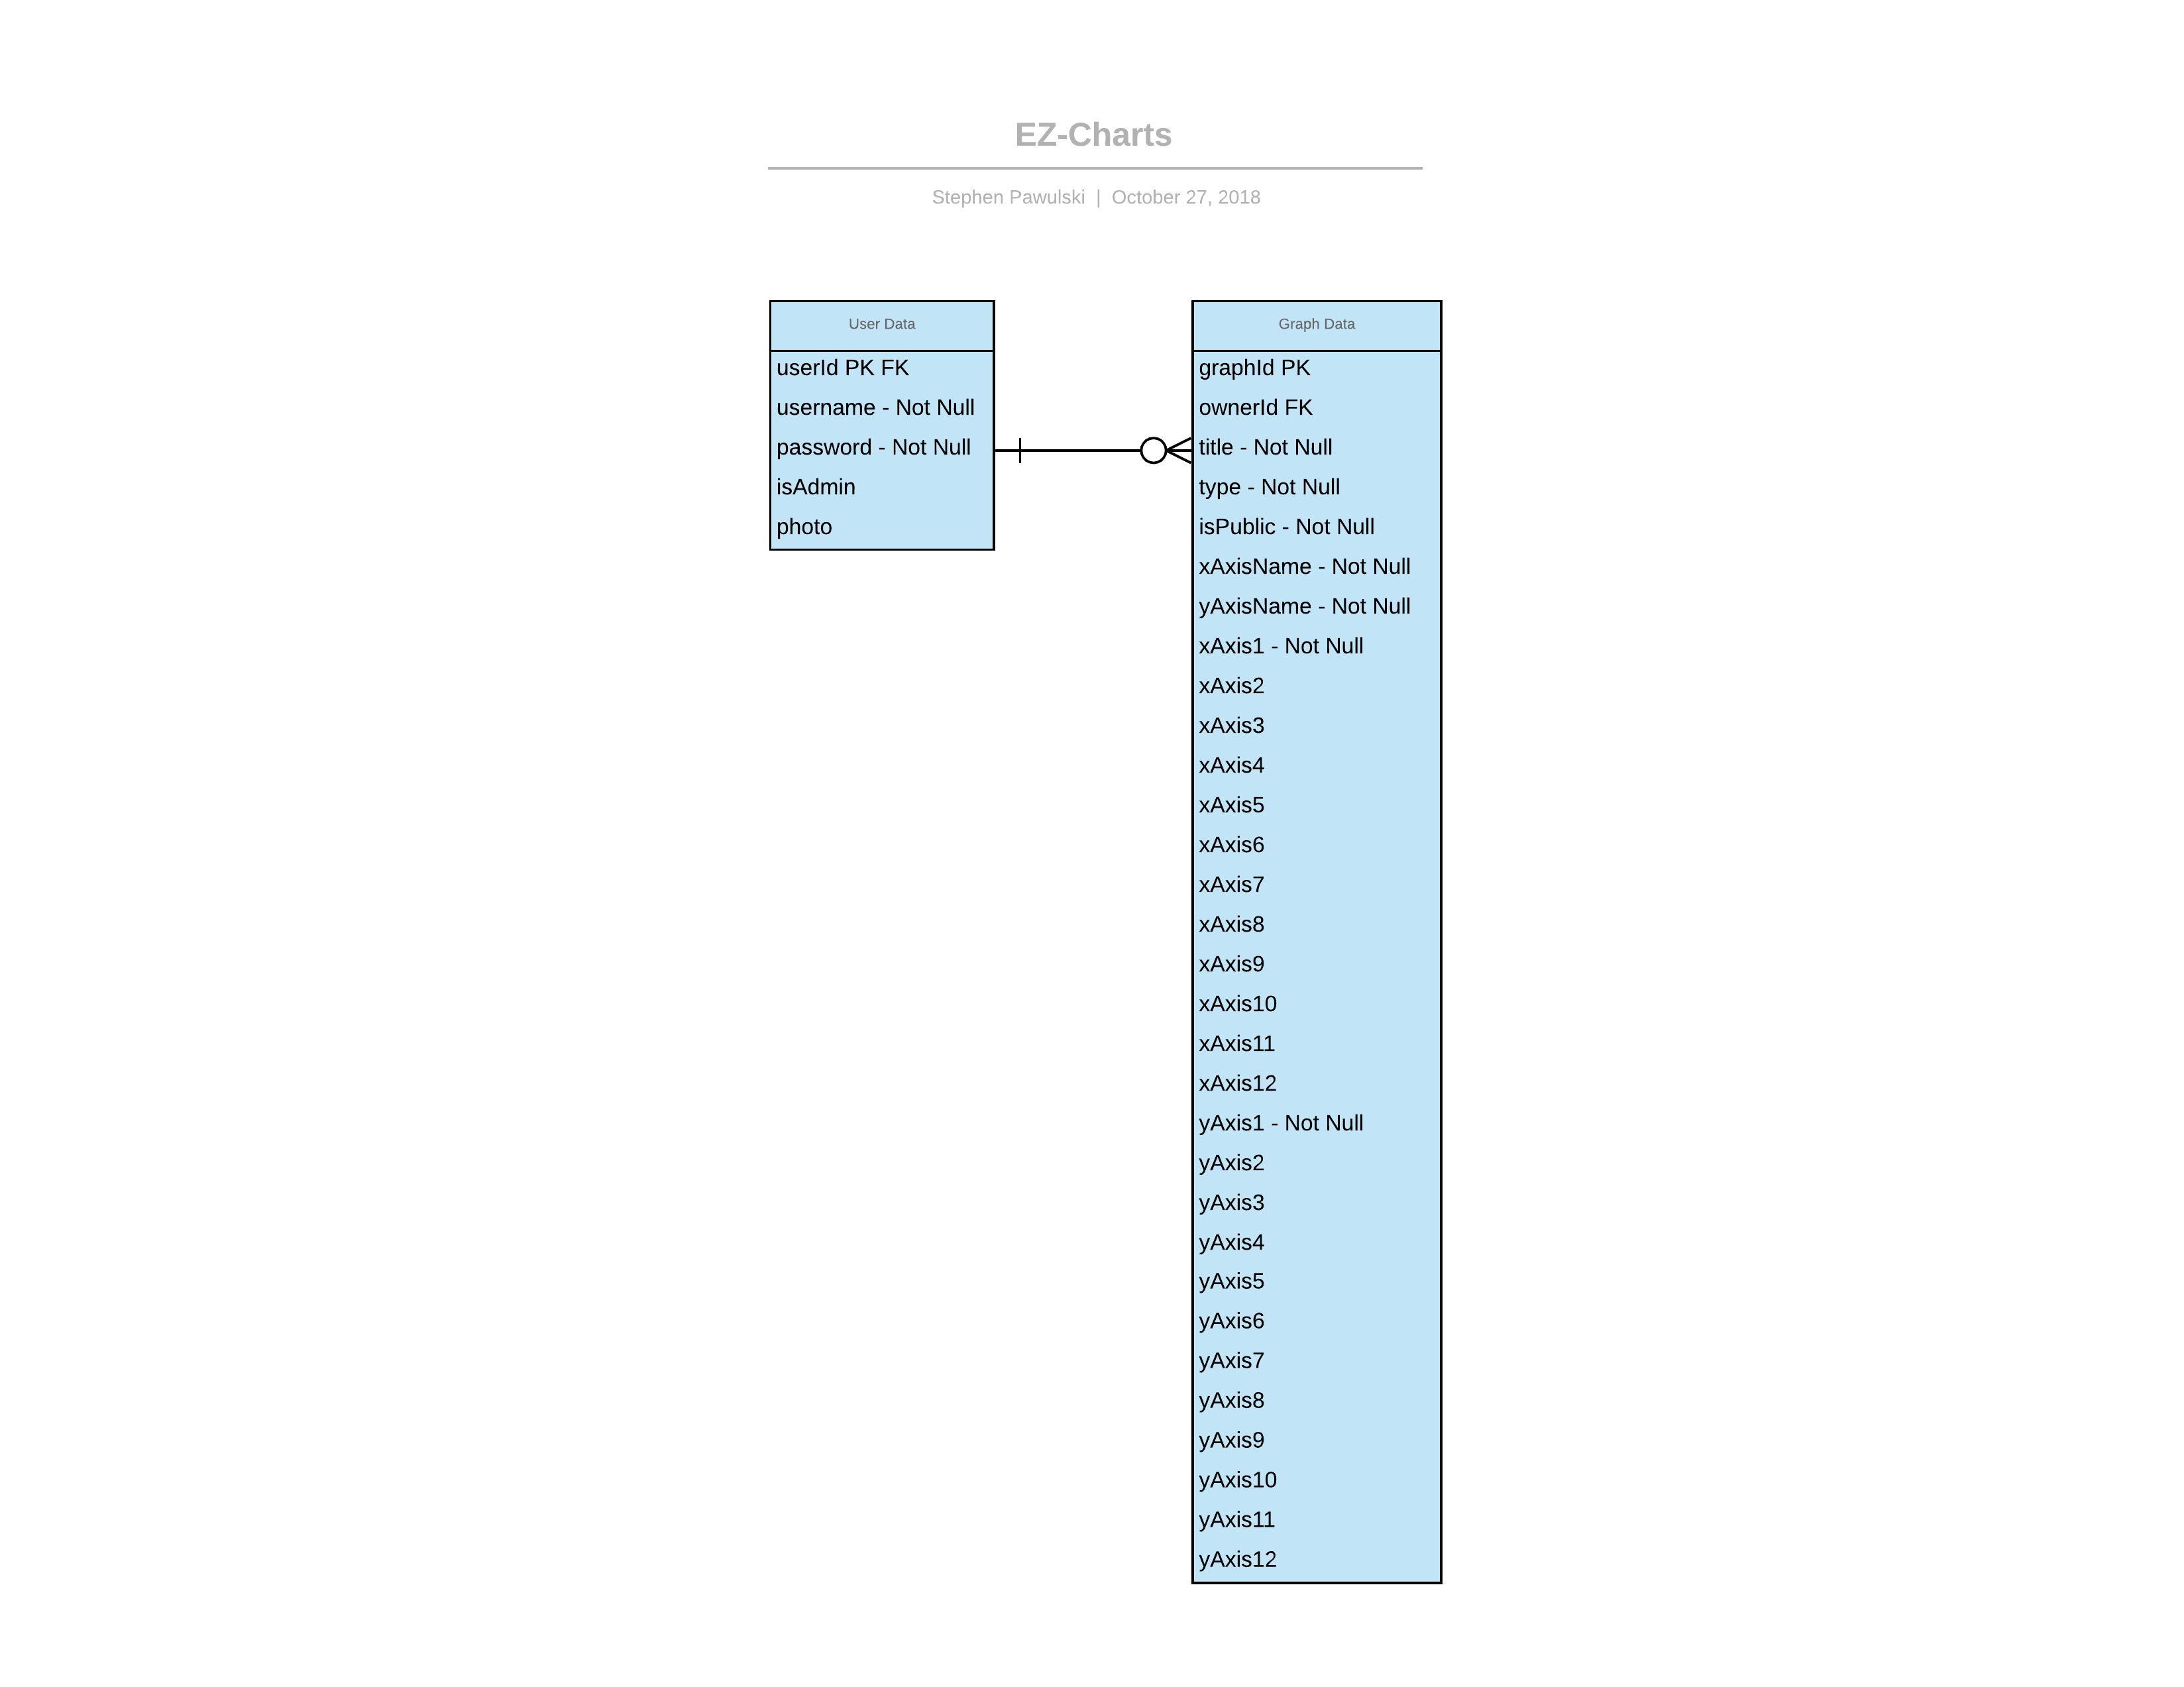 EZ-Charts
Stephen Pawulski | October 27, 2018
User Data
userId PK FK
username - Not Null
password - Not Null
isAdmin
photo
Graph Data
graphId PK
ownerId FK
title - Not Null
type - Not Null
isPublic - Not Null
xAxisName - Not Null
yAxisName - Not Null
xAxis1 - Not Null
xAxis2
xAxis3
xAxis4
xAxis5
xAxis6
xAxis7
xAxis8
xAxis9
xAxis10
xAxis11
xAxis12
yAxis1 - Not Null
yAxis2
yAxis3
yAxis4
yAxis5
yAxis6
yAxis7
yAxis8
yAxis9
yAxis10
yAxis11
yAxis12